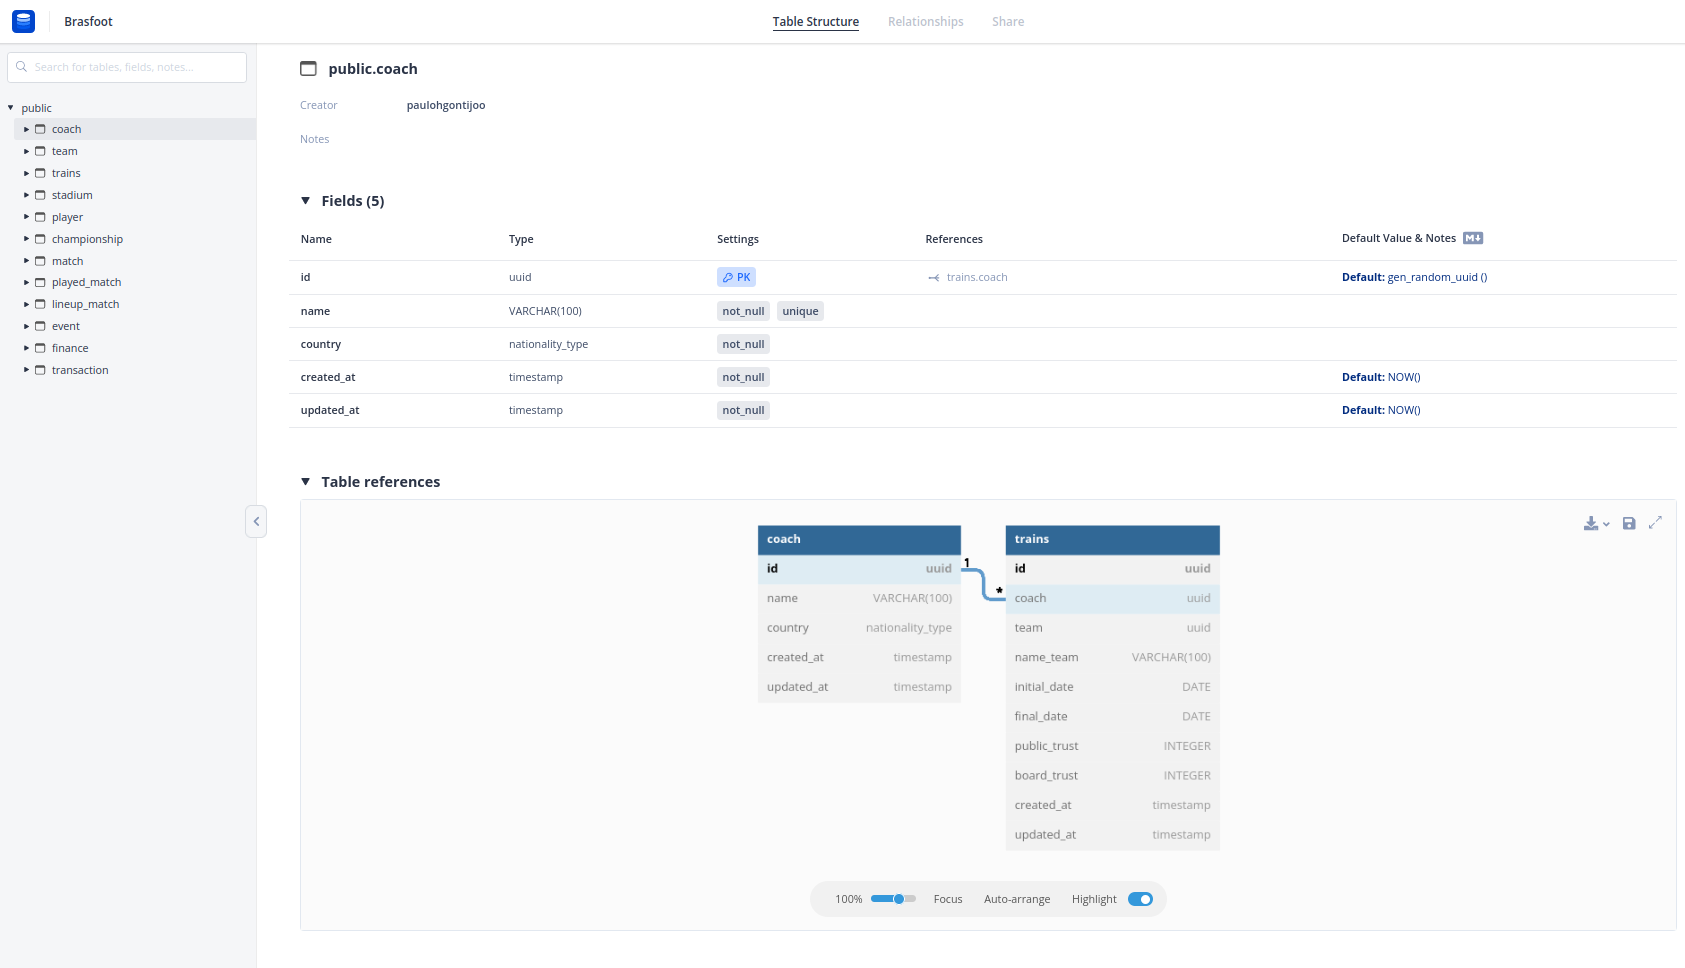 Brasfoot
Table Structure Relationships Share
Search for tables, fields, notes...
public
coach
team
trains
stadium
player
championship
match
played_match
lineup_match
event
finance
transaction
public.coach
Creator paulohgontijoo
Notes
Fields (5)
Name Type Settings References Default Value & Notes M
id uuid PK trains.coach Default: gen_random_uuid ()
name VARCHAR(100) not_null unique
country nationality_type not_null
created_at timestamp not_null Default: NOW()
updated_at timestamp not_null Default: NOW()
Table references
coach
id uuid 1
name VARCHAR(100)
country nationality_type
created_at timestamp
updated_at timestamp
trains
id uuid
* coach uuid
team uuid
name_team VARCHAR(100)
initial_date DATE
final_date DATE
public_trust INTEGER
board_trust INTEGER
created_at timestamp
updated_at timestamp
100% Focus Auto-arrange Highlight